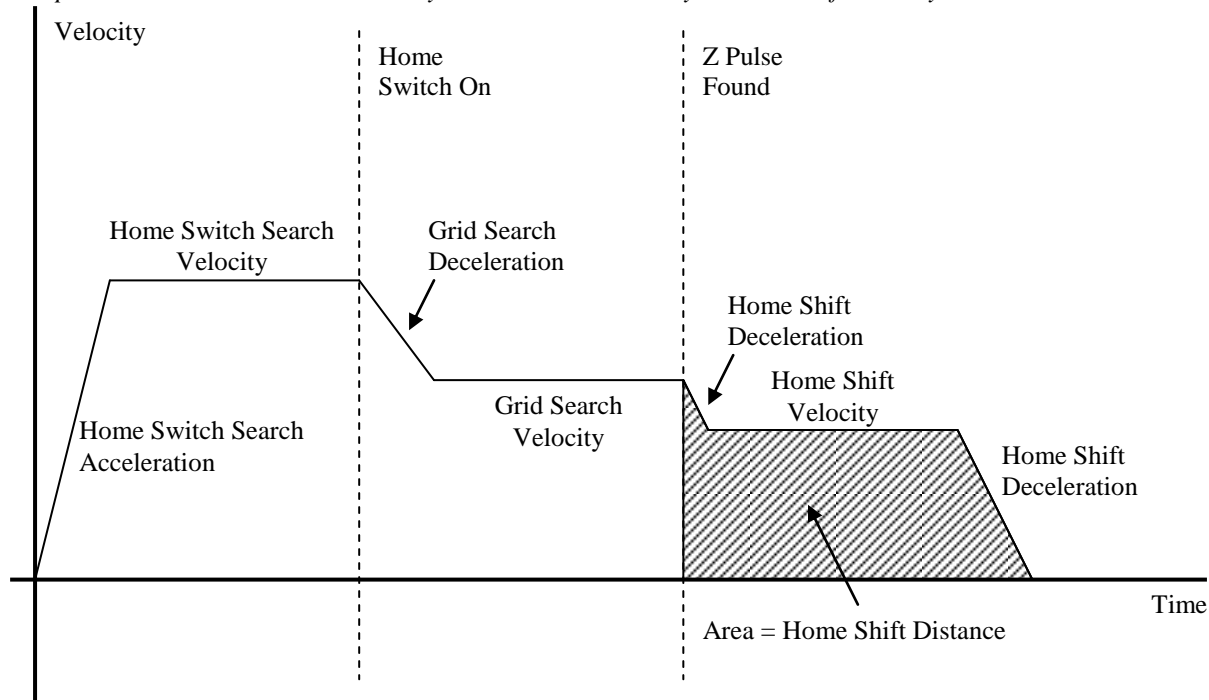 Velocity
Home
Switch On
Z Pulse
Found
Home Switch Search
Velocity
Grid Search
Deceleration
Home Shift
Deceleration
Home Shift
Velocity
Grid Search
Velocity
Home Switch Search
Acceleration
Home Shift
Deceleration
Time
Area = Home Shift Distance